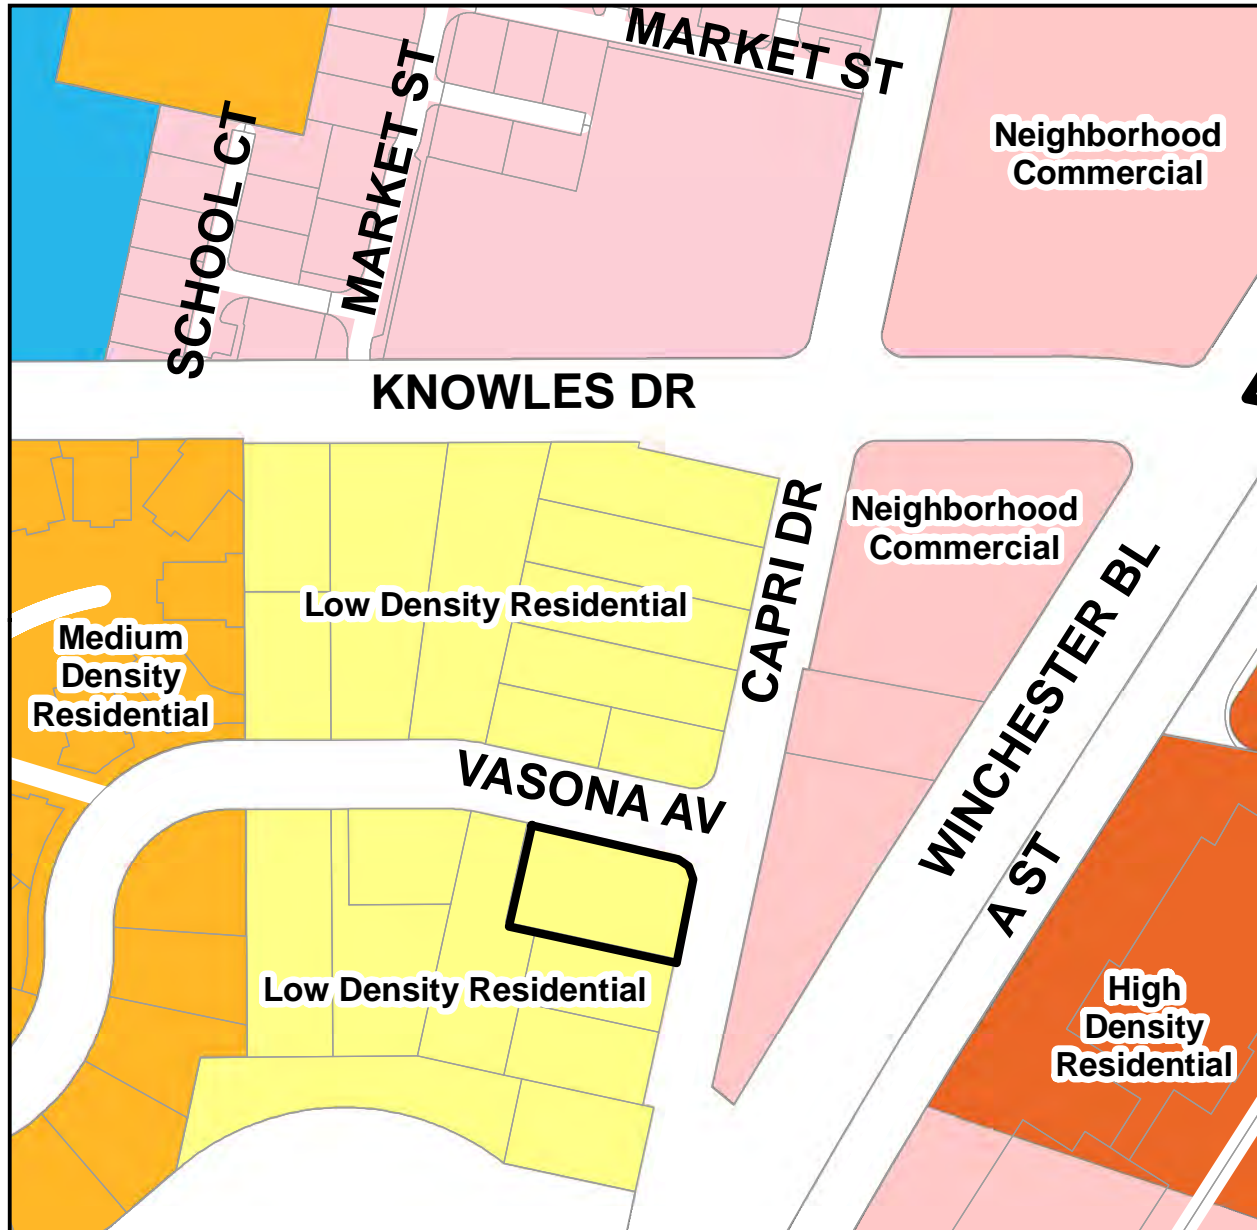 MARKET ST
MARKET ST
SCHOOL CT
Neighborhood
Commercial
KNOWLES DR
Neighborhood
Commercial
CAPRI DR
Low Density Residential
Medium
Density
Residential
WINCHESTER BL
VASONA AV
A ST
Low Density Residential
High
Density
Residential